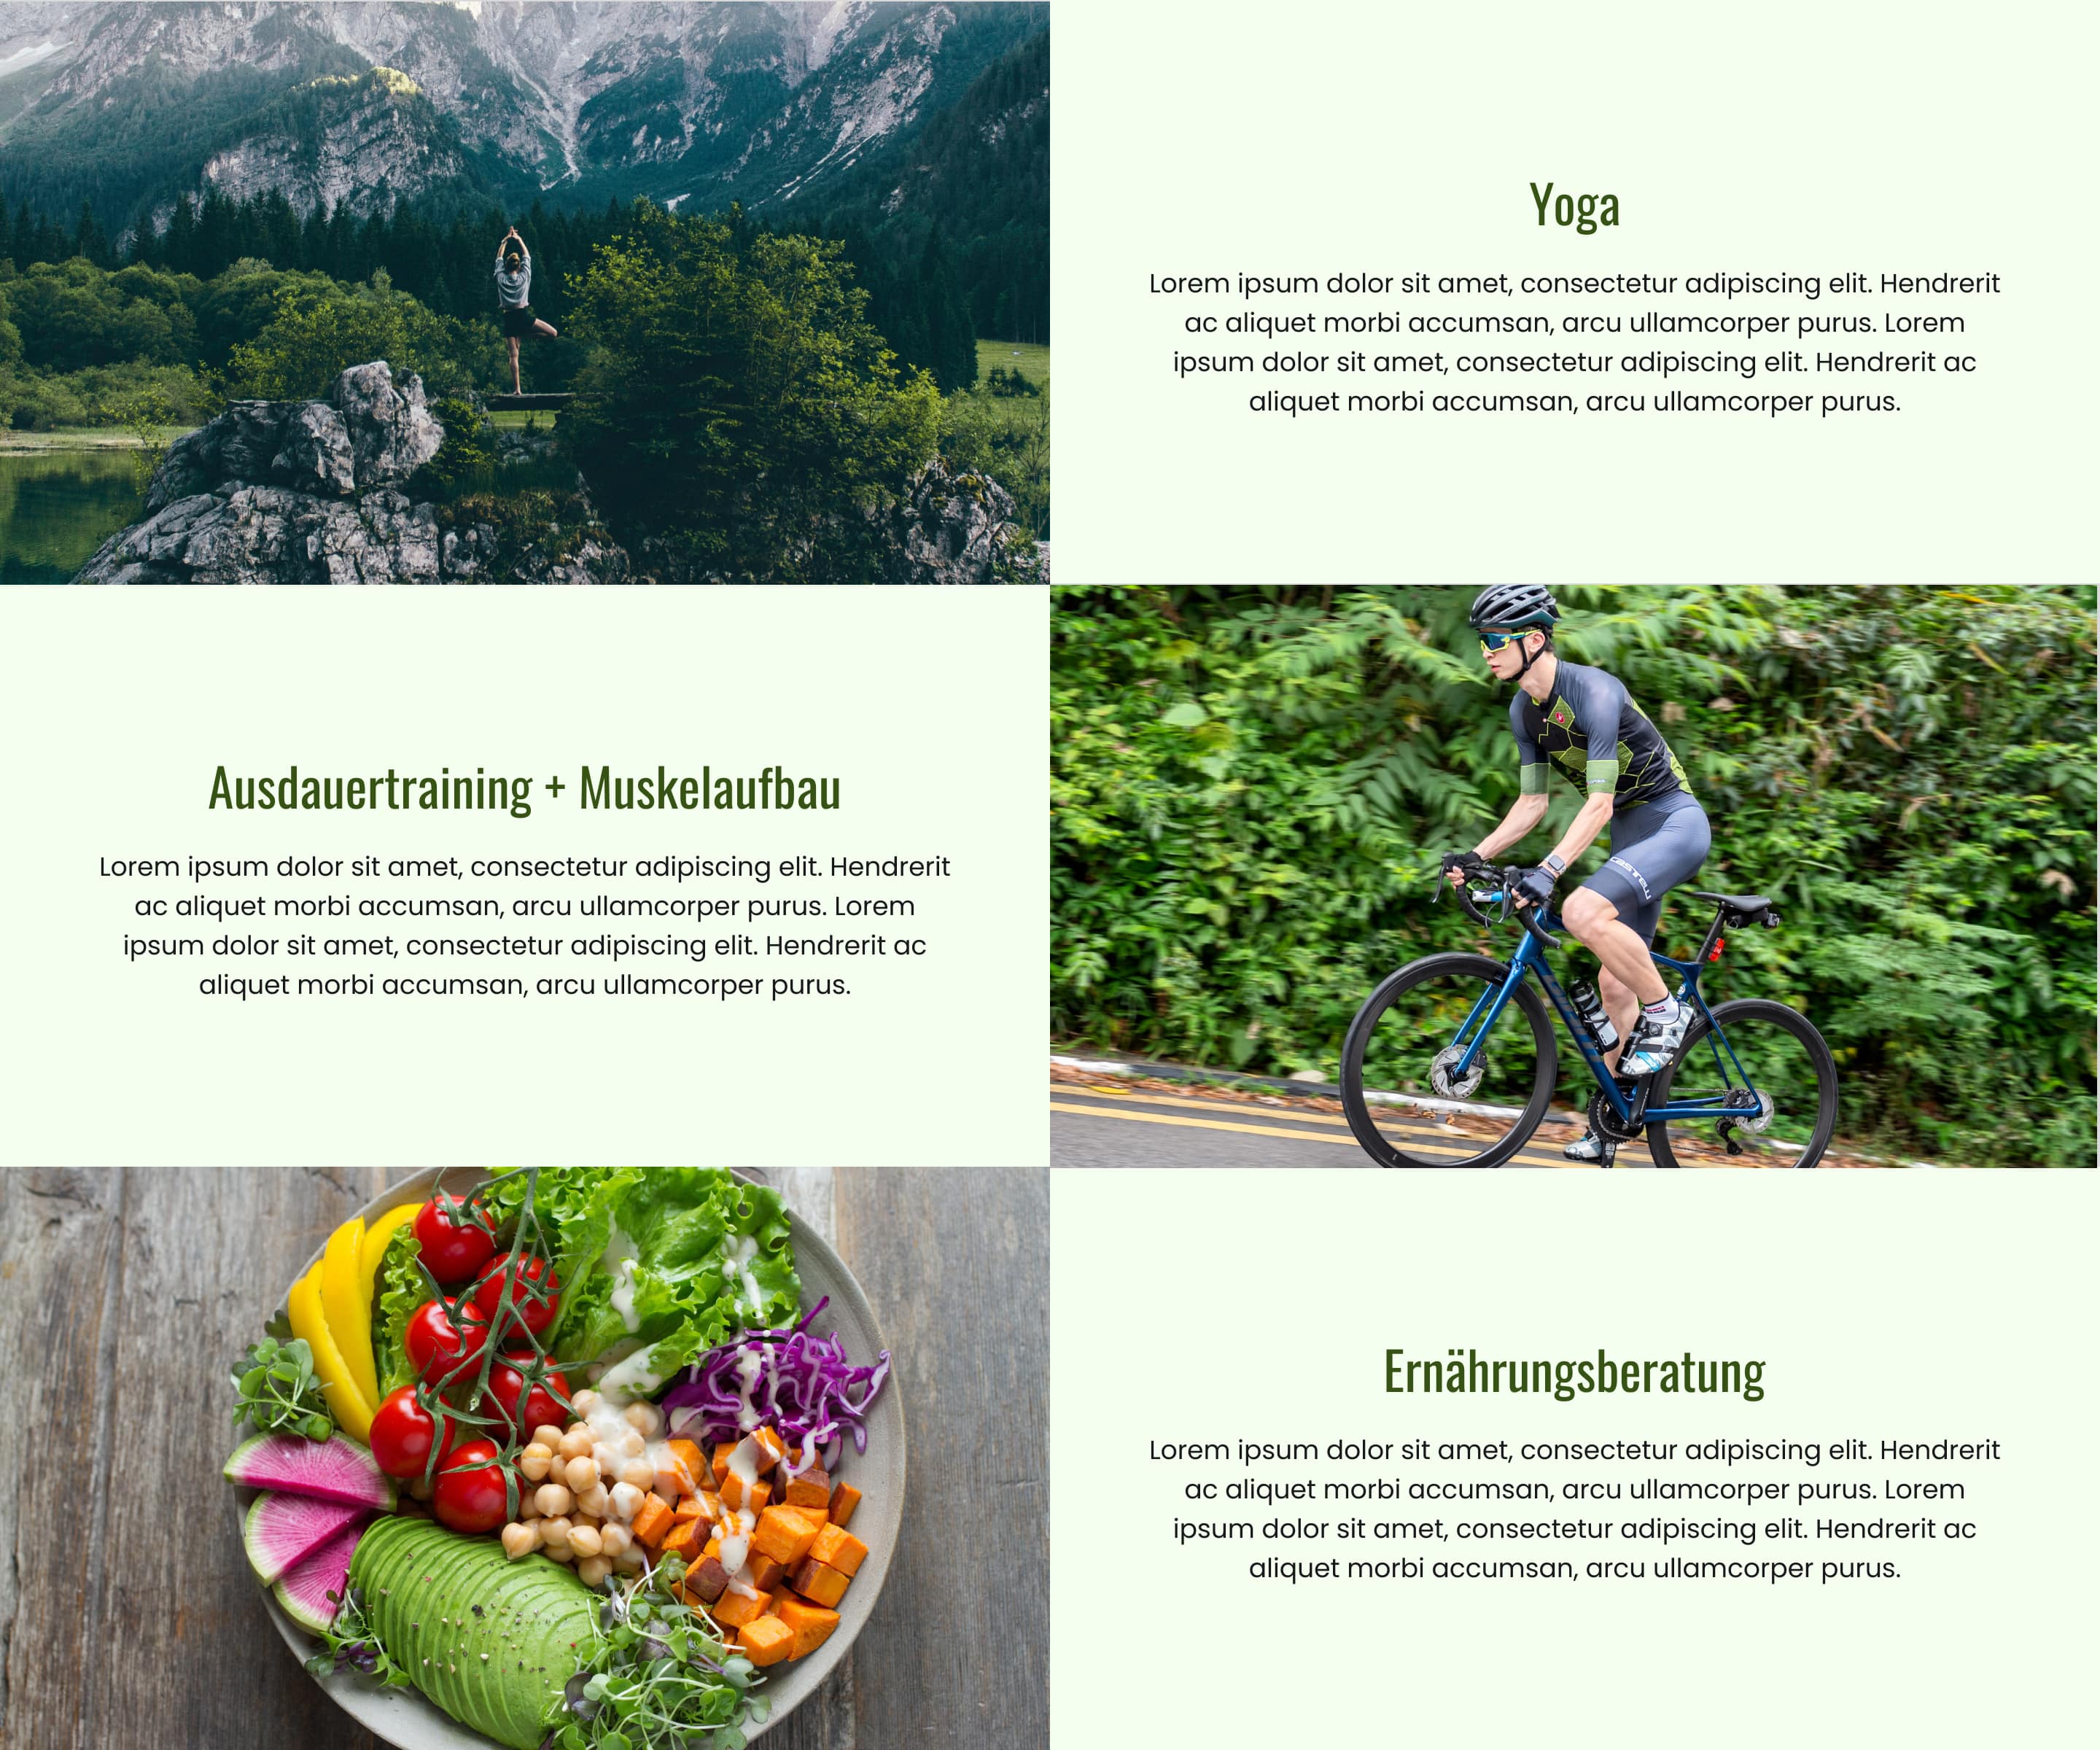 Yoga
Lorem ipsum dolor sit amet, consectetur adipiscing elit. Hendrerit
ac aliquet morbi accumsan, arcu ullamcorper purus. Lorem
ipsum dolor sit amet, consectetur adipiscing elit. Hendrerit ac
aliquet morbi accumsan, arcu ullamcorper purus.
Ausdauertraining + Muskelaufbau
Lorem ipsum dolor sit amet, consectetur adipiscing elit. Hendrerit
ac aliquet morbi accumsan, arcu ullamcorper purus. Lorem
ipsum dolor sit amet, consectetur adipiscing elit. Hendrerit ac
aliquet morbi accumsan, arcu ullamcorper purus.
Castelli
Ernährungsberatung
Lorem ipsum dolor sit amet, consectetur adipiscing elit. Hendrerit
ac aliquet morbi accumsan, arcu ullamcorper purus. Lorem
ipsum dolor sit amet, consectetur adipiscing elit. Hendrerit ac
aliquet morbi accumsan, arcu ullamcorper purus.